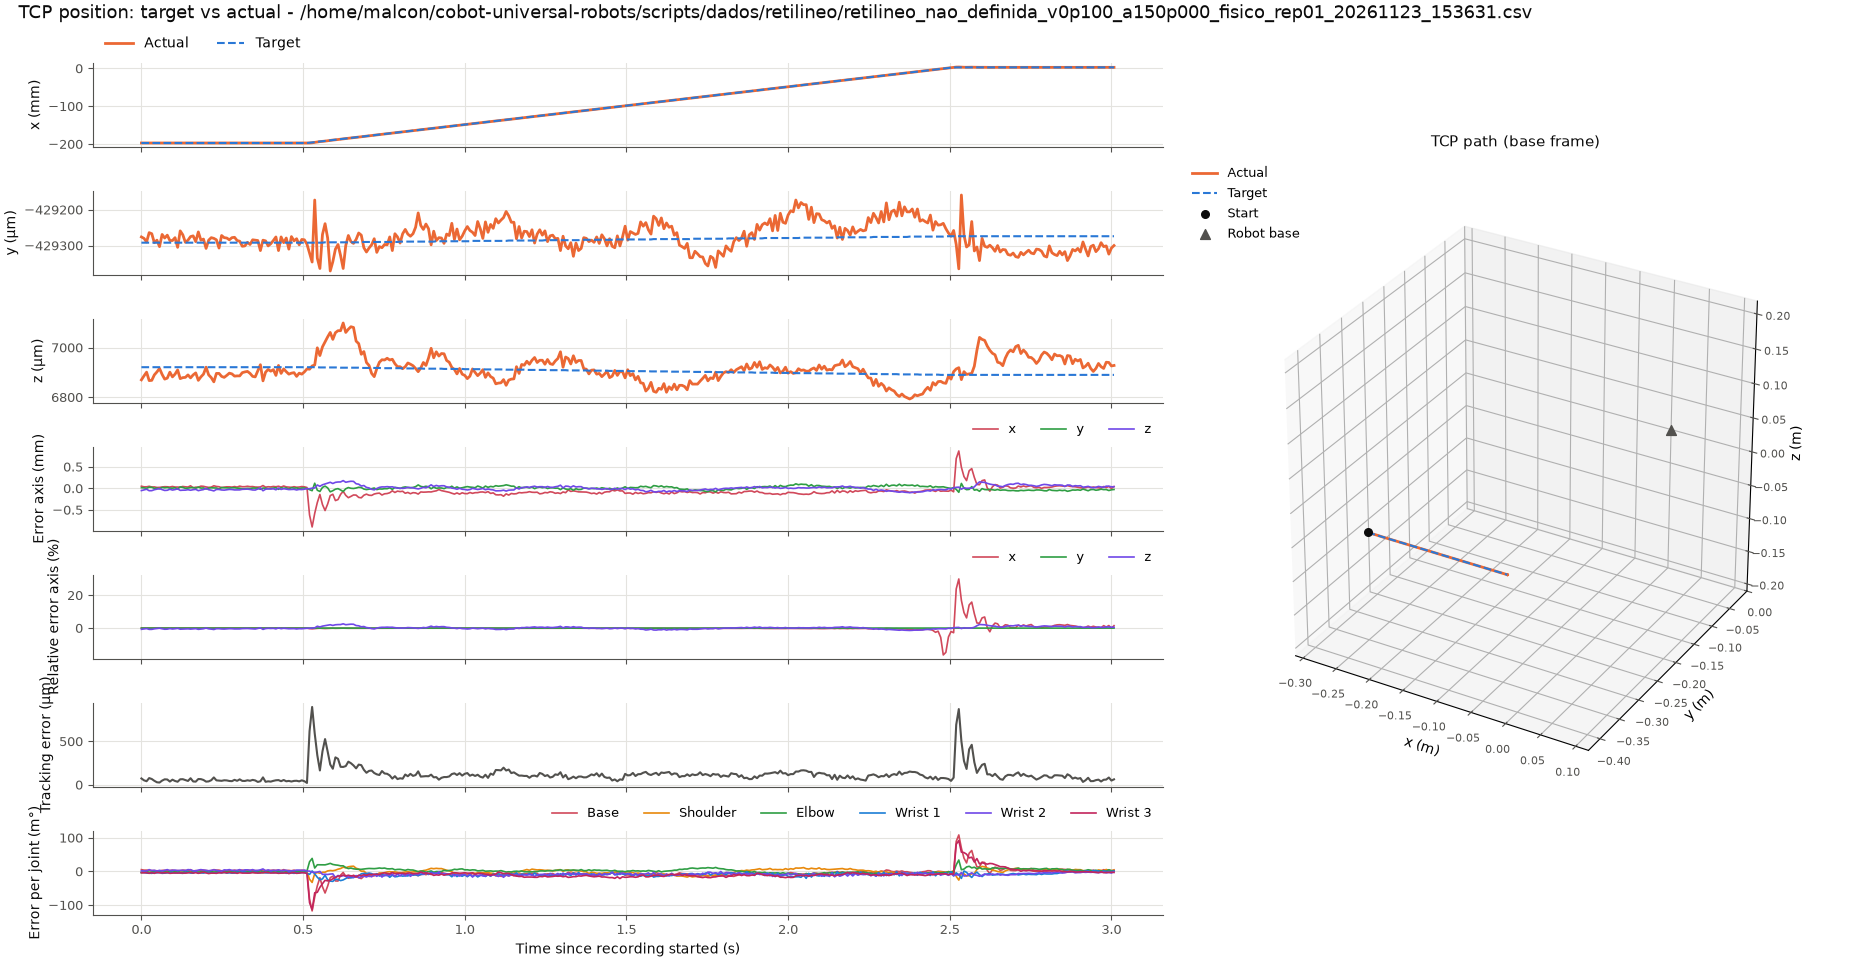 TCP position: target vs actual - /home/malcon/cobot-universal-robots/scripts/dados/retilineo/retilineo_nao_definida_v0p100_a150p000_fisico_rep01_20261123_153631.csv
Actual Target
x (mm)
0
−100
−200
y (μm)
−429200
−429300
z (μm)
7000
6800
x y z
Error axis (mm)
0.5
0.0
−0.5
x y z
Relative error axis (%)
20
0
Tracking error (μm)
500
0
Base Shoulder Elbow Wrist 1 Wrist 2 Wrist 3
Error per joint (m°)
100
0
−100
0.0 0.5 1.0 1.5 2.0 2.5 3.0
Time since recording started (s)
TCP path (base frame)
Actual
Target
Start
Robot base
0.20
0.15
0.10
0.05
0.00
−0.05
−0.10
−0.15
−0.20
z (m)
0.00
−0.05
−0.10
−0.15
−0.20
−0.25
−0.30
−0.35
−0.40
y (m)
−0.30
−0.25
−0.20
−0.15
−0.10
−0.05
0.00
0.05
0.10
x (m)